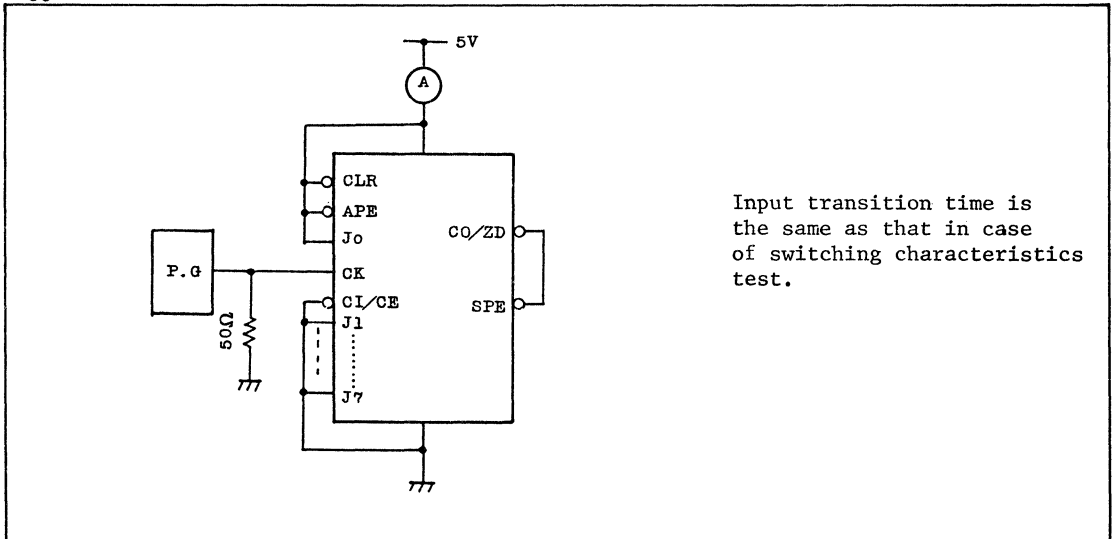 5V
A
CLR
APE
Jo
CK
CI/CE
J1
J7
CO/ZD
SPE
P.G
50Ω
Input transition time is
the same as that in case
of switching characteristics
test.